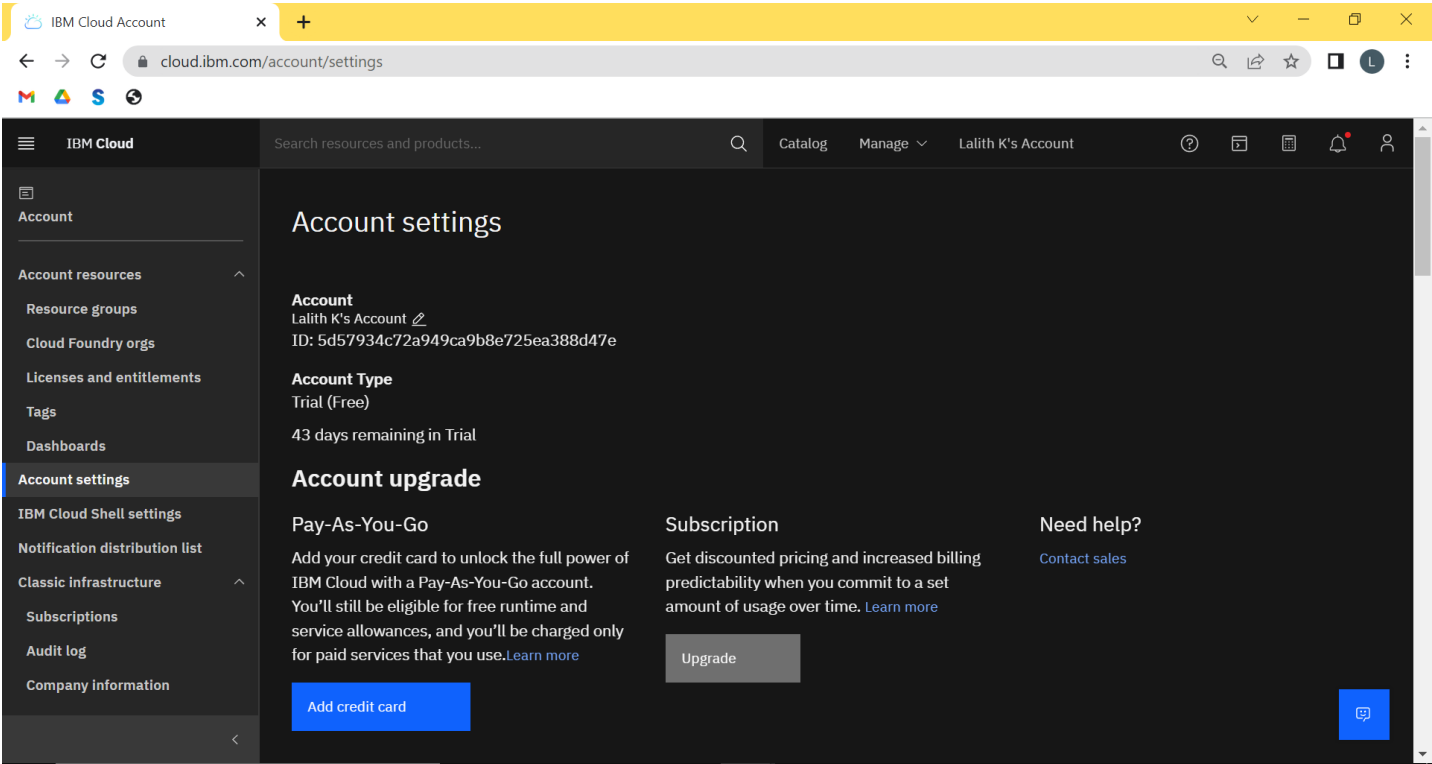 IBM Cloud Account
cloud.ibm.com/account/settings
L
IBM Cloud
Search resources and products...
Catalog
Manage
Lalith K's Account
Account
Account resources
Resource groups
Cloud Foundry orgs
Licenses and entitlements
Tags
Dashboards
Account settings
IBM Cloud Shell settings
Notification distribution list
Classic infrastructure
Subscriptions
Audit log
Company information
Account settings
Account
Lalith K's Account
ID: 5d57934c72a949ca9b8e725ea388d47e
Account Type
Trial (Free)
43 days remaining in Trial
Account upgrade
Pay-As-You-Go
Add your credit card to unlock the full power of
IBM Cloud with a Pay-As-You-Go account.
You’ll still be eligible for free runtime and
service allowances, and you’ll be charged only
for paid services that you use.Learn more
Add credit card
Subscription
Get discounted pricing and increased billing
predictability when you commit to a set
amount of usage over time. Learn more
Upgrade
Need help?
Contact sales